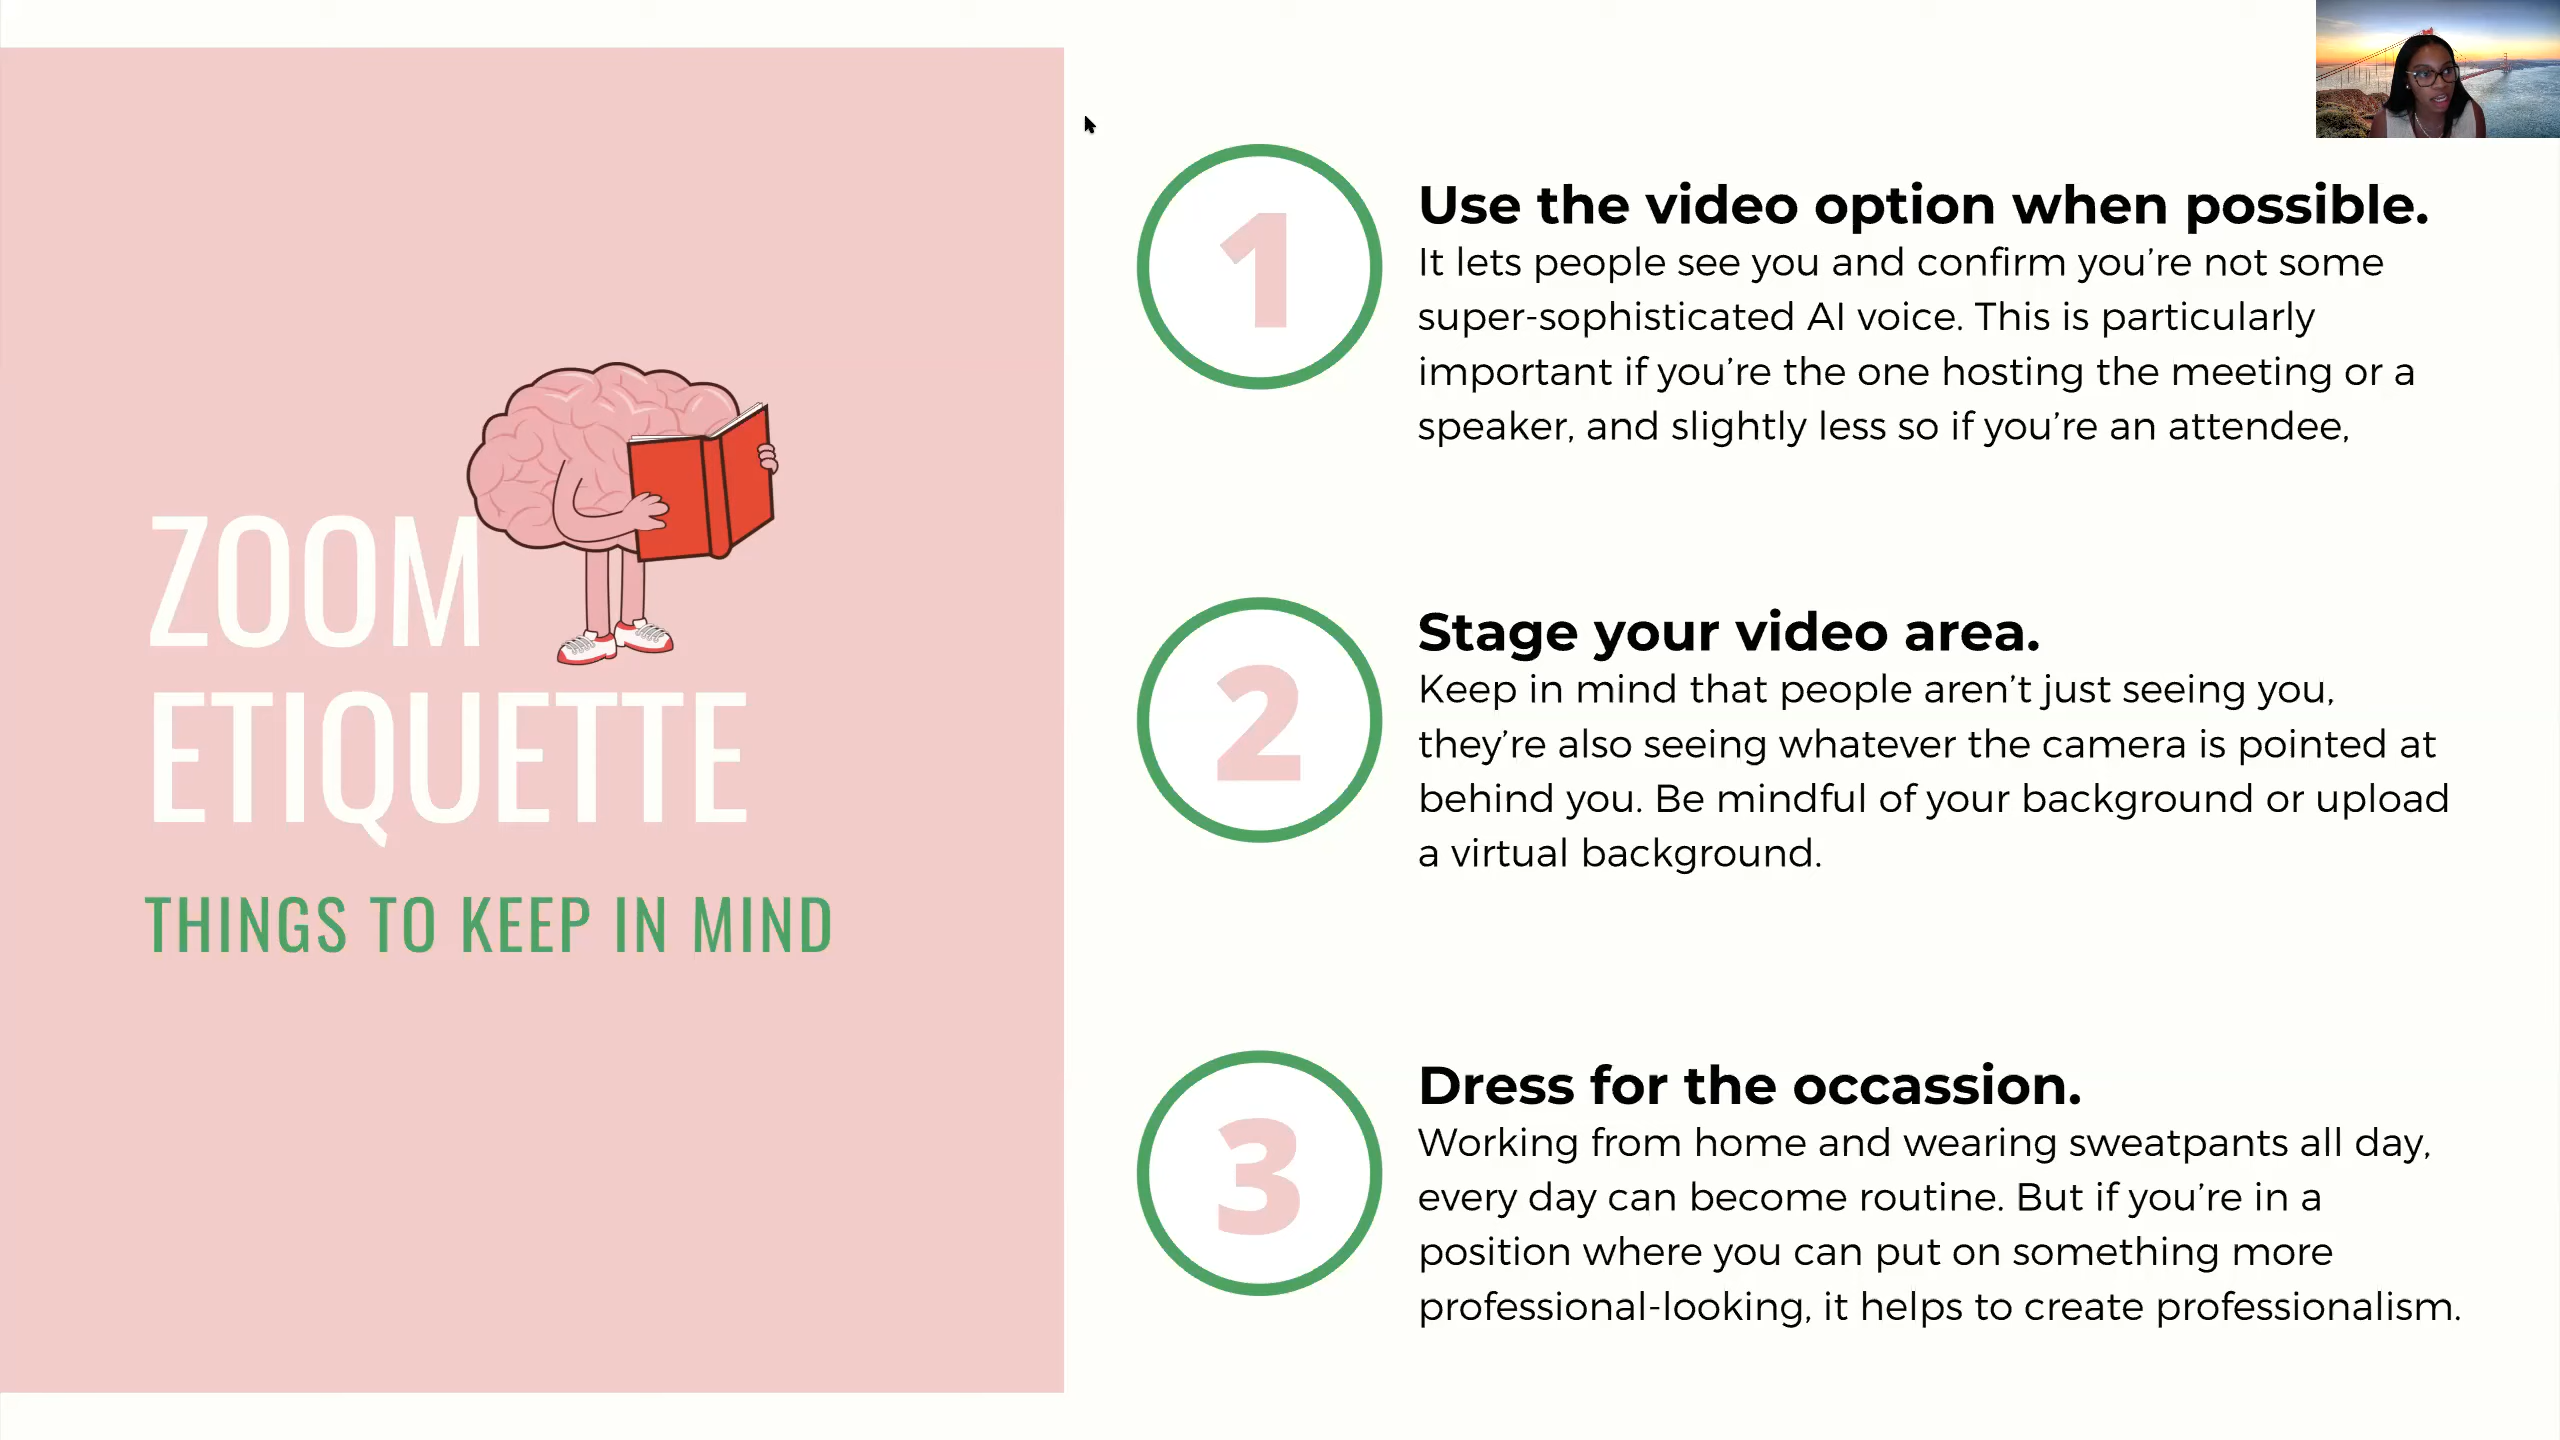 ZOOM
ETIQUETTE
THINGS TO KEEP IN MIND
1
Use the video option when possible.
It lets people see you and confirm you’re not some
super-sophisticated AI voice. This is particularly
important if you’re the one hosting the meeting or a
speaker, and slightly less so if you’re an attendee,
2
Stage your video area.
Keep in mind that people aren’t just seeing you,
they’re also seeing whatever the camera is pointed at
behind you. Be mindful of your background or upload
a virtual background.
3
Dress for the occassion.
Working from home and wearing sweatpants all day,
every day can become routine. But if you’re in a
position where you can put on something more
professional-looking, it helps to create professionalism.